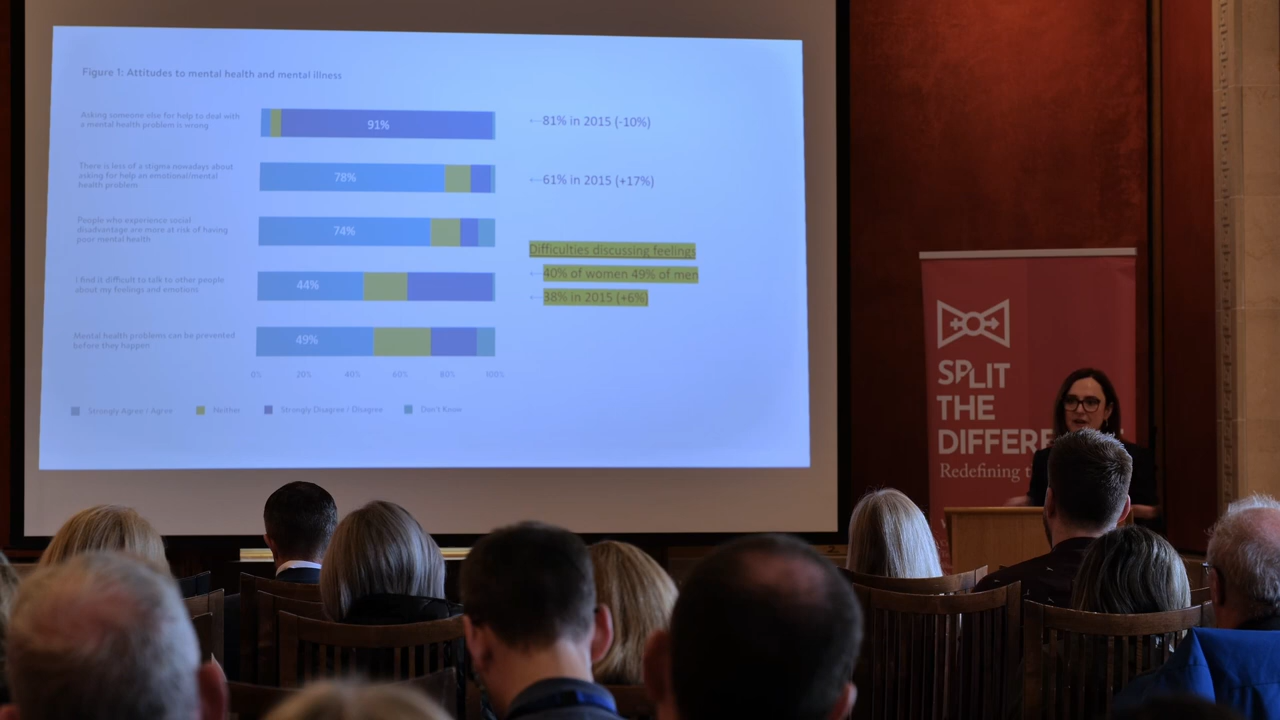 Figure 1: Attitudes to mental health and mental illness
Asking someone else for help to deal with
a mental health problem is wrong
91%
←81% in 2015 (-10%)
There is less of a stigma nowadays about
asking for help an emotional/mental
health problem
78%
←61% in 2015 (+17%)
People who experience social
disadvantage are more at risk of having
poor mental health
74%
Difficulties discussing feelings
←40% of women 49% of men
←38% in 2015 (+6%)
I find is difficult to talk to other people
about my feelings and emotions
44%
Mental health problems can be prevented
before they happen
49%
0% 20% 40% 60% 80% 100%
Strongly Agree / Agree Neither Strongly Disagree / Disagree Don't Know
SPLIT
THE
DIFFERE
Redefining t